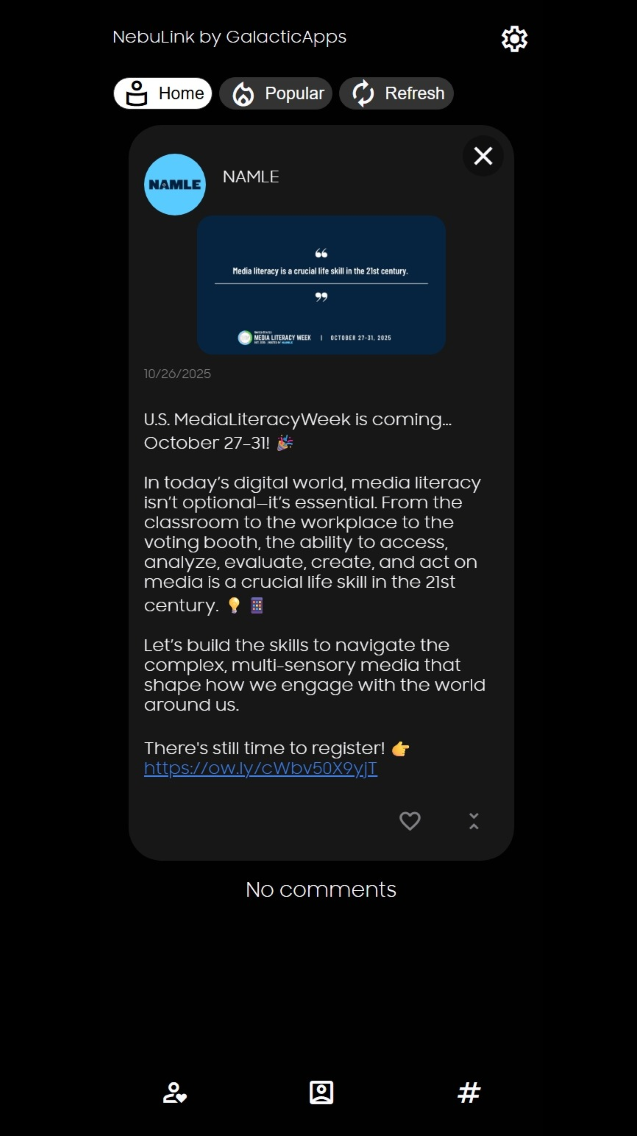 NebuLink by GalacticApps
Home
Popular
Refresh
NAMLE
NAMLE
“
Media literacy is a crucial life skill in the 21st century.
”
MEDIA LITERACY WEEK | OCTOBER 27-31, 2025
10/26/2025
U.S. MediaLiteracyWeek is coming...
October 27–31! 🎉
In today’s digital world, media literacy
isn’t optional—it’s essential. From the
classroom to the workplace to the
voting booth, the ability to access,
analyze, evaluate, create, and act on
media is a crucial life skill in the 21st
century. 💡 📱
Let’s build the skills to navigate the
complex, multi-sensory media that
shape how we engage with the world
around us.
There's still time to register! 👉
https://ow.ly/cWbv50X9yjT
No comments